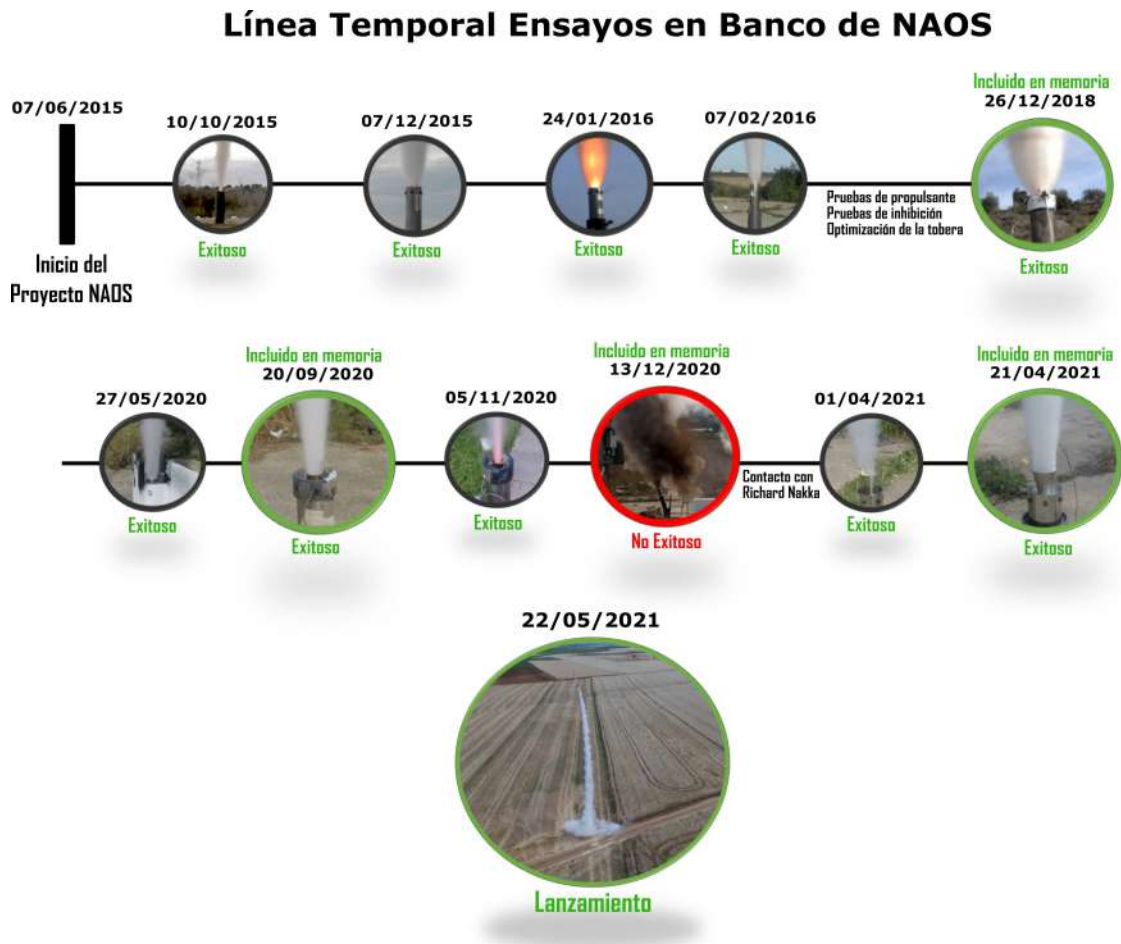 Línea Temporal Ensayos en Banco de NAOS
07/06/2015
Inicio del
Proyecto NAOS
10/10/2015
Exitoso
07/12/2015
Exitoso
24/01/2016
Exitoso
07/02/2016
Exitoso
Pruebas de propulsante
Pruebas de inhibición
Optimización de la tobera
Incluido en memoria
26/12/2018
Exitoso
27/05/2020
Exitoso
Incluido en memoria
20/09/2020
Exitoso
05/11/2020
Exitoso
Incluido en memoria
13/12/2020
No Exitoso
Contacto con
Richard Nakka
01/04/2021
Exitoso
Incluido en memoria
21/04/2021
Exitoso
22/05/2021
Lanzamiento